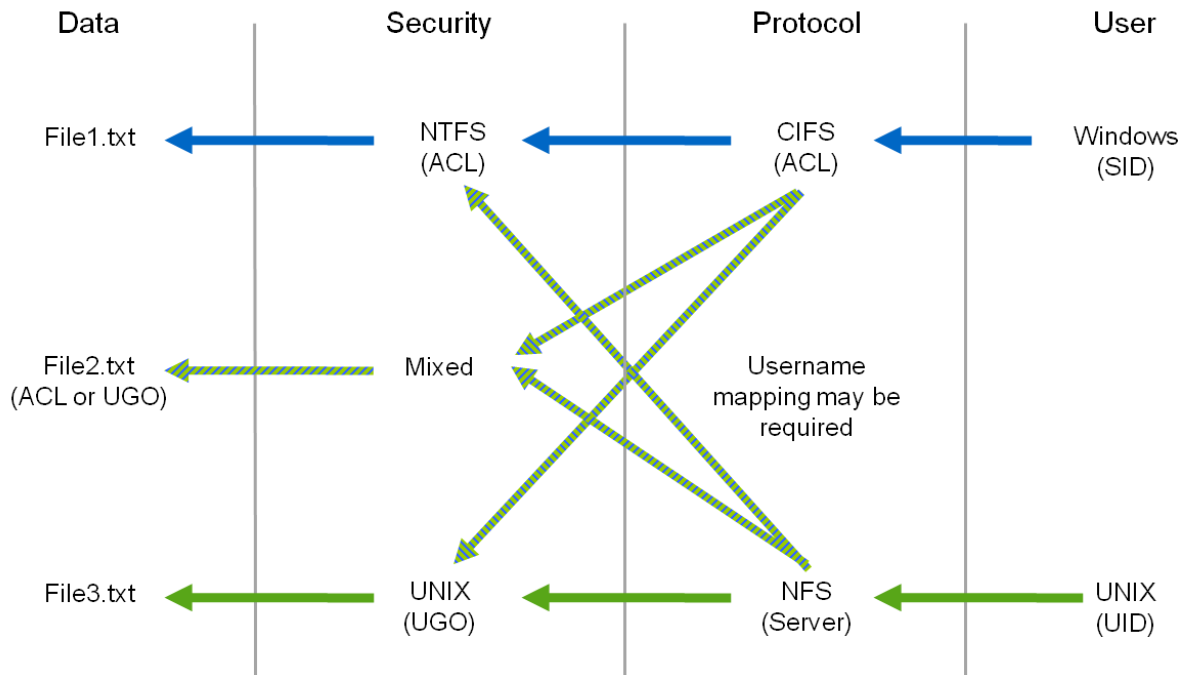 Data
Security
Protocol
User
File1.txt
NTFS
(ACL)
CIFS
(ACL)
Windows
(SID)
File2.txt
(ACL or UGO)
Mixed
Username
mapping may be
required
File3.txt
UNIX
(UGO)
NFS
(Server)
UNIX
(UID)